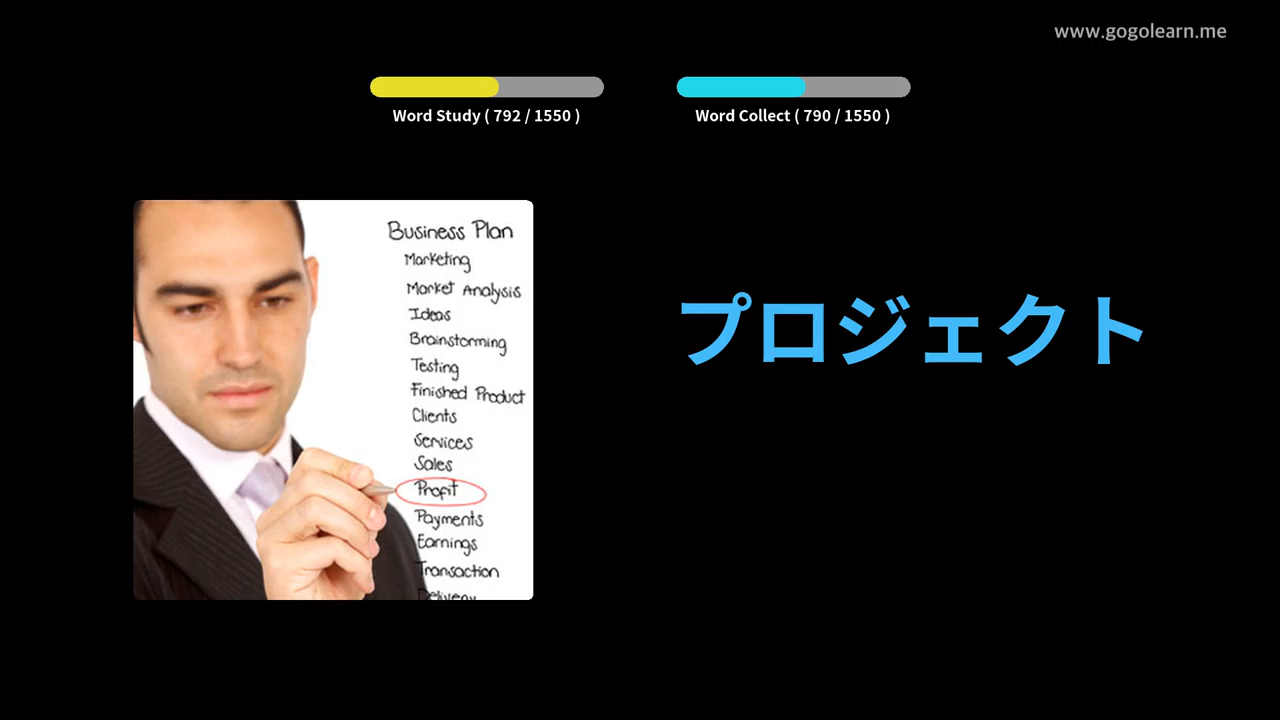 www.gogolearn.me
Word Study ( 792 / 1550 )
Word Collect ( 790 / 1550 )
Business Plan
Marketing
Market Analysis
Ideas
Brainstorming
Testing
Finished Product
Clients
Services
Sales
Profit
Payments
Earnings
Transaction
Delivery
プロジェクト